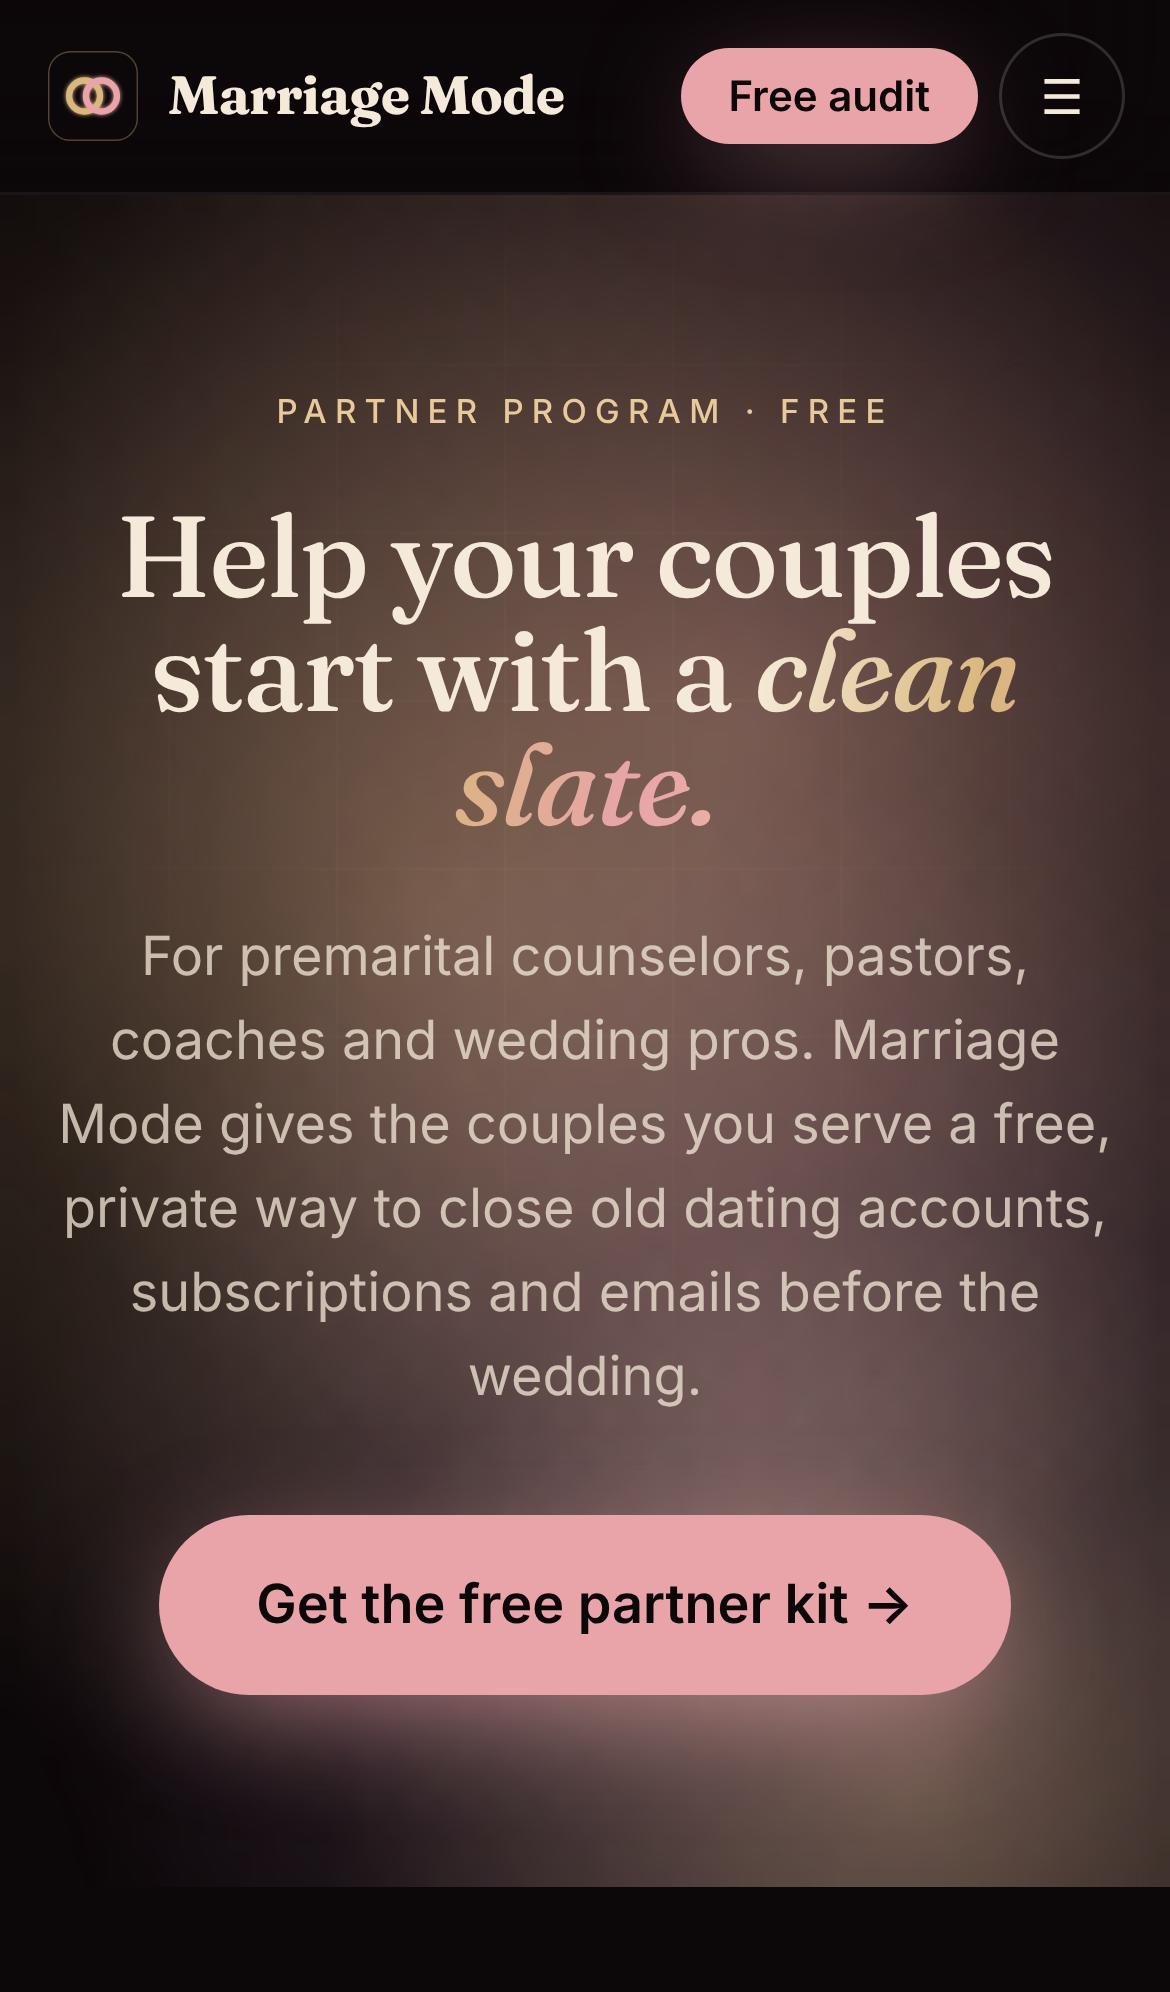 Marriage Mode
Free audit
PARTNER PROGRAM · FREE
Help your couples
start with a clean
slate.
For premarital counselors, pastors,
coaches and wedding pros. Marriage
Mode gives the couples you serve a free,
private way to close old dating accounts,
subscriptions and emails before the
wedding.
Get the free partner kit →